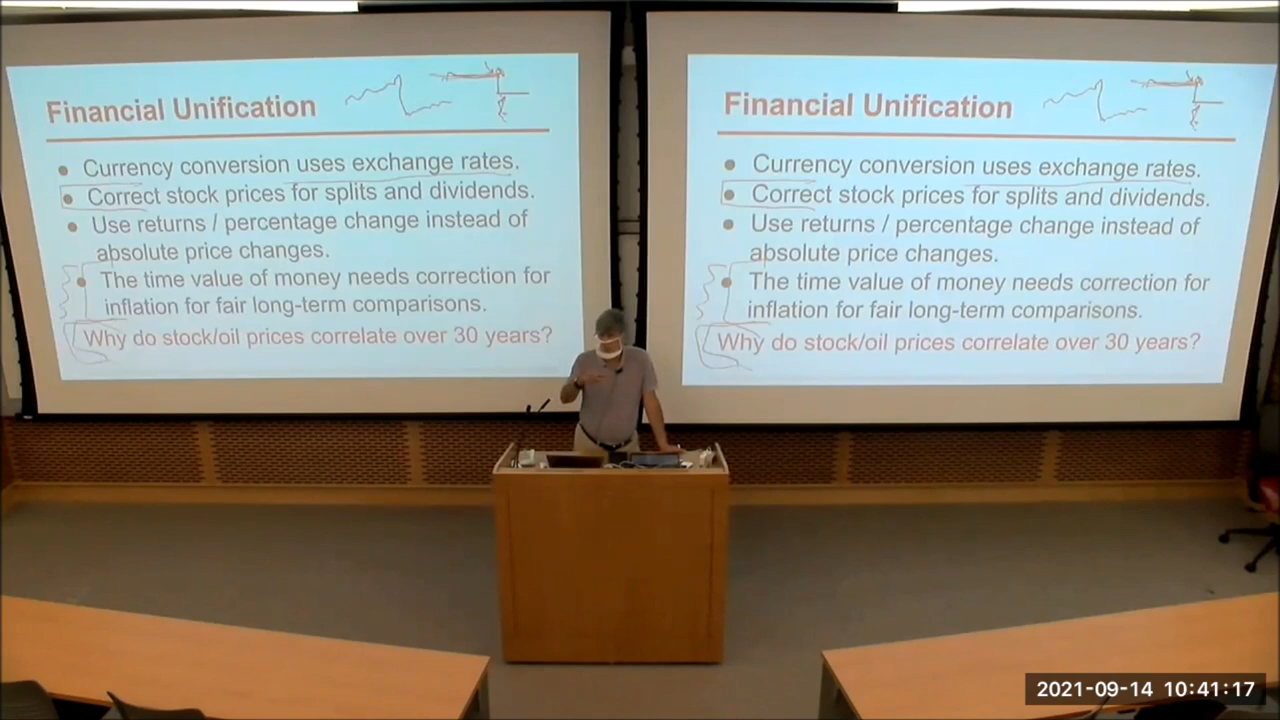 Financial Unification
● Currency conversion uses exchange rates.
● Correct stock prices for splits and dividends.
● Use returns / percentage change instead of
absolute price changes.
● The time value of money needs correction for
inflation for fair long-term comparisons.
Why do stock/oil prices correlate over 30 years?
Financial Unification
● Currency conversion uses exchange rates.
● Correct stock prices for splits and dividends.
● Use returns / percentage change instead of
absolute price changes.
● The time value of money needs correction for
inflation for fair long-term comparisons.
Why do stock/oil prices correlate over 30 years?
2021-09-14 10:41:17